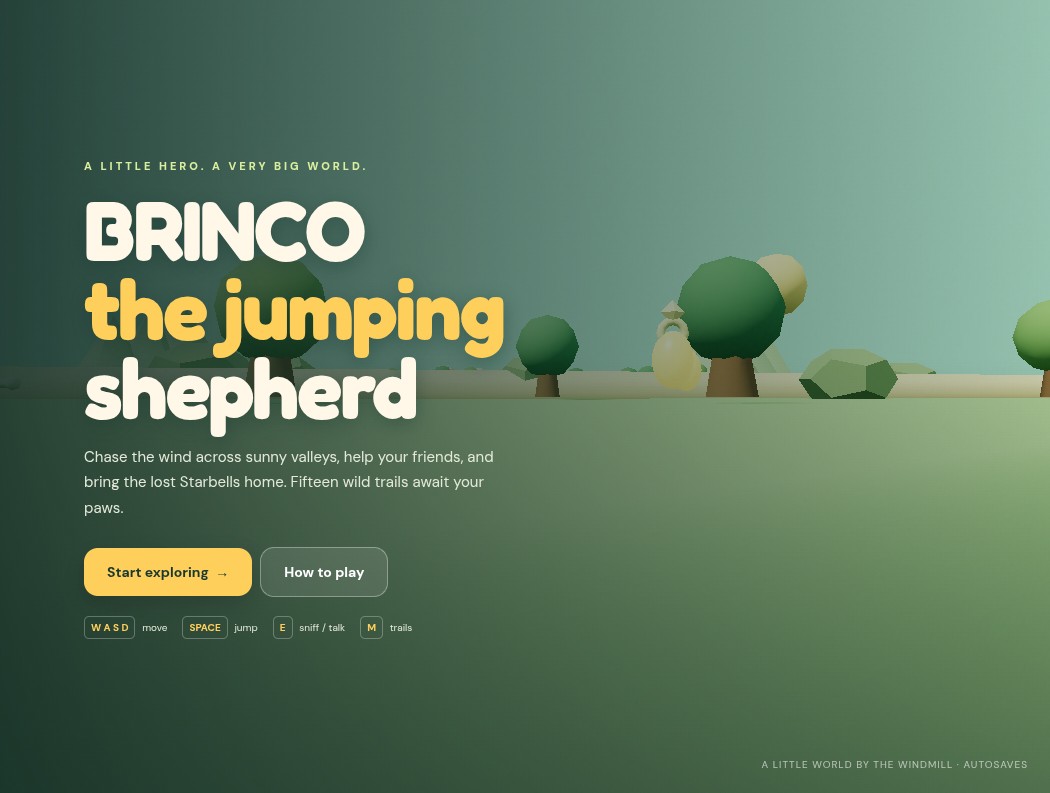 A LITTLE HERO. A VERY BIG WORLD.
BRINCO
the jumping
shepherd
Chase the wind across sunny valleys, help your friends, and
bring the lost Starbells home. Fifteen wild trails await your
paws.
Start exploring →
How to play
WASD move SPACE jump E sniff / talk M trails
A LITTLE WORLD BY THE WINDMILL · AUTOSAVES